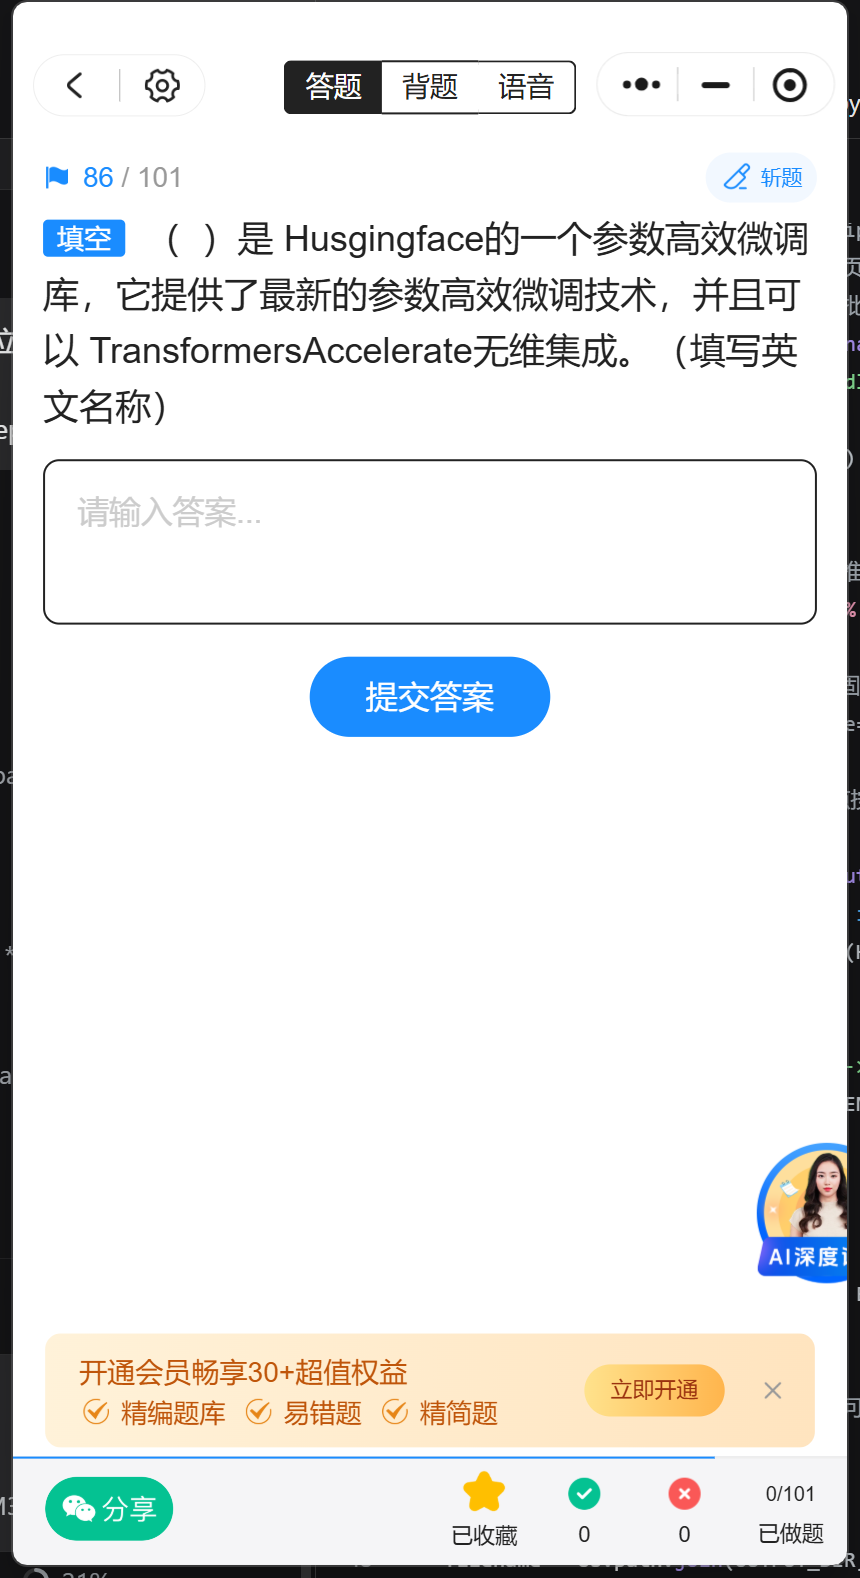 答题 背题 语音
86 / 101
斩题
填空 （ ）是 Husgingface的一个参数高效微调
库，它提供了最新的参数高效微调技术，并且可
以 TransformersAccelerate无维集成。（填写英
文名称）
请输入答案...
提交答案
AI深度
开通会员畅享30+超值权益
精编题库 易错题 精简题
立即开通
分享
已收藏
0
0
0/101
已做题